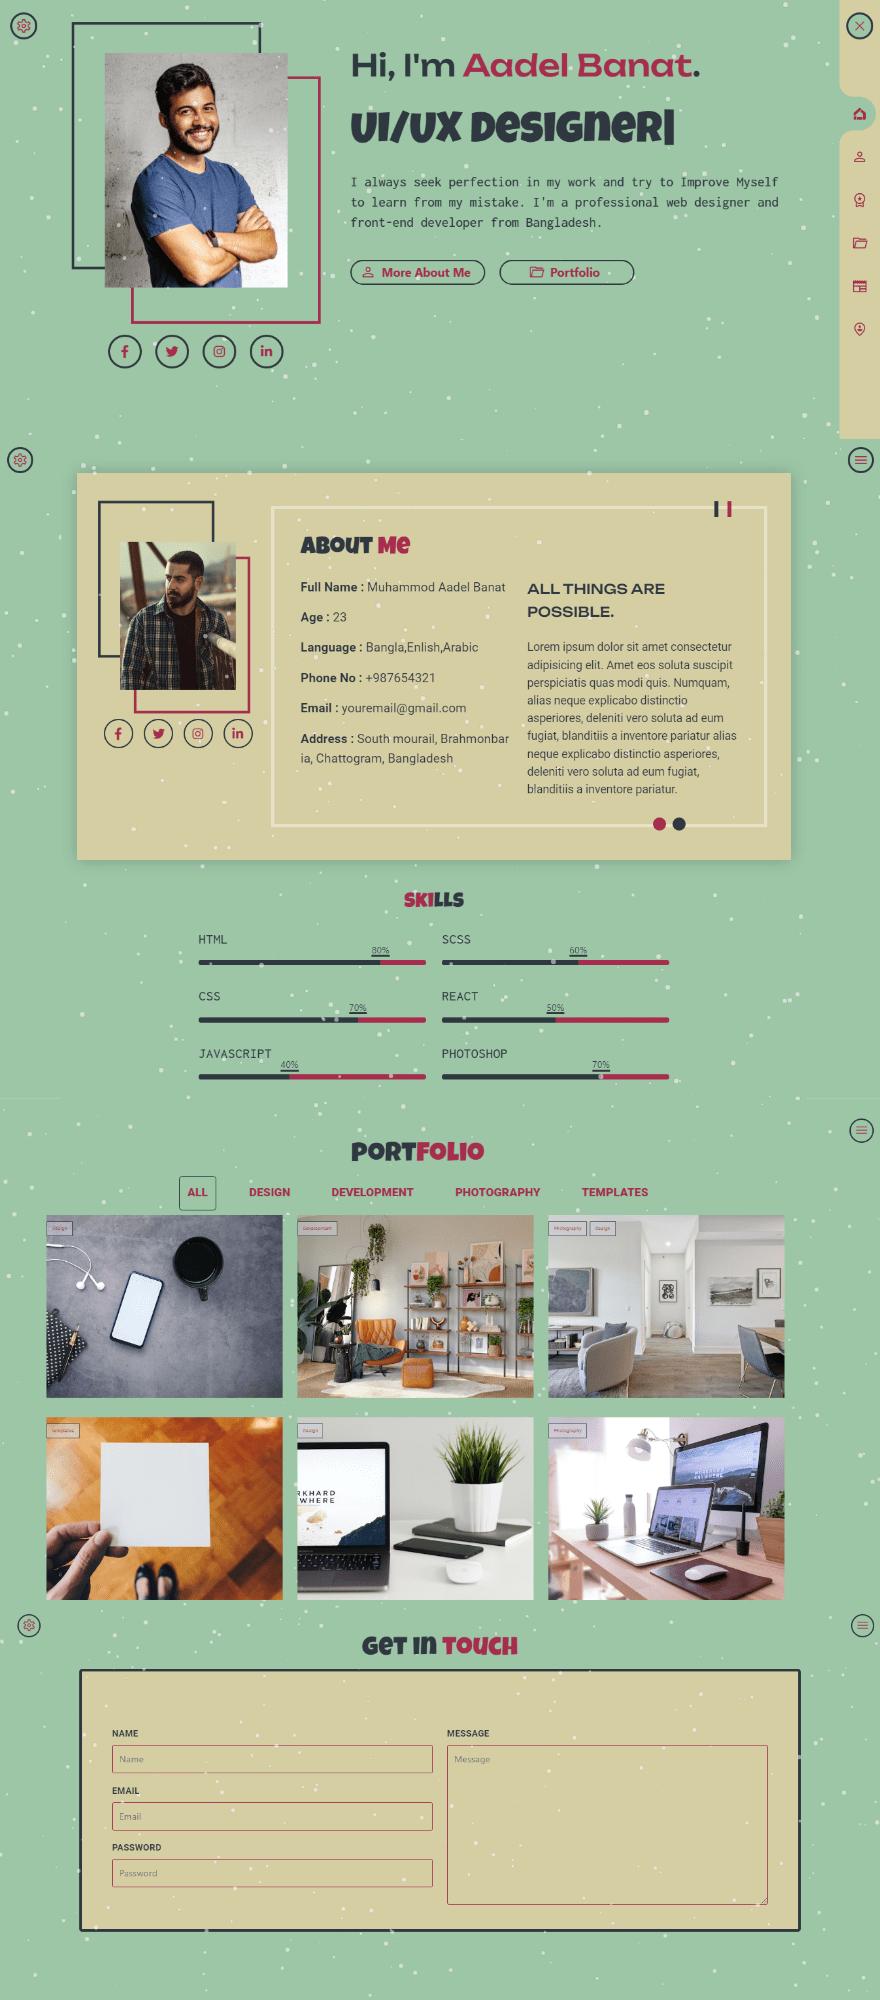 Hi, I'm Aadel Banat.
UI/UX Designer|
I always seek perfection in my work and try to Improve Myself
to learn from my mistake. I'm a professional web designer and
front-end developer from Bangladesh.
More About Me
Portfolio
About Me
Full Name : Muhammod Aadel Banat
Age : 23
Language : Bangla,Enlish,Arabic
Phone No : +987654321
Email : youremail@gmail.com
Address : South mourail, Brahmonbar
ia, Chattogram, Bangladesh
ALL THINGS ARE
POSSIBLE.
Lorem ipsum dolor sit amet consectetur
adipisicing elit. Amet eos soluta suscipit
perspiciatis quas modi quis. Numquam,
alias neque explicabo distinctio
asperiores, deleniti vero soluta ad eum
fugiat, blanditiis a inventore pariatur alias
neque explicabo distinctio asperiores,
deleniti vero soluta ad eum fugiat,
blanditiis a inventore pariatur.
SKILLS
HTML
80%
SCSS
60%
CSS
70%
REACT
50%
JAVASCRIPT
40%
PHOTOSHOP
70%
PORTFOLIO
ALL
DESIGN
DEVELOPMENT
PHOTOGRAPHY
TEMPLATES
Design
Development
Photography
Design
Templates
Design
Photography
RKHARD
WHERE
Get in Touch
NAME
Name
EMAIL
Email
PASSWORD
Password
MESSAGE
Message